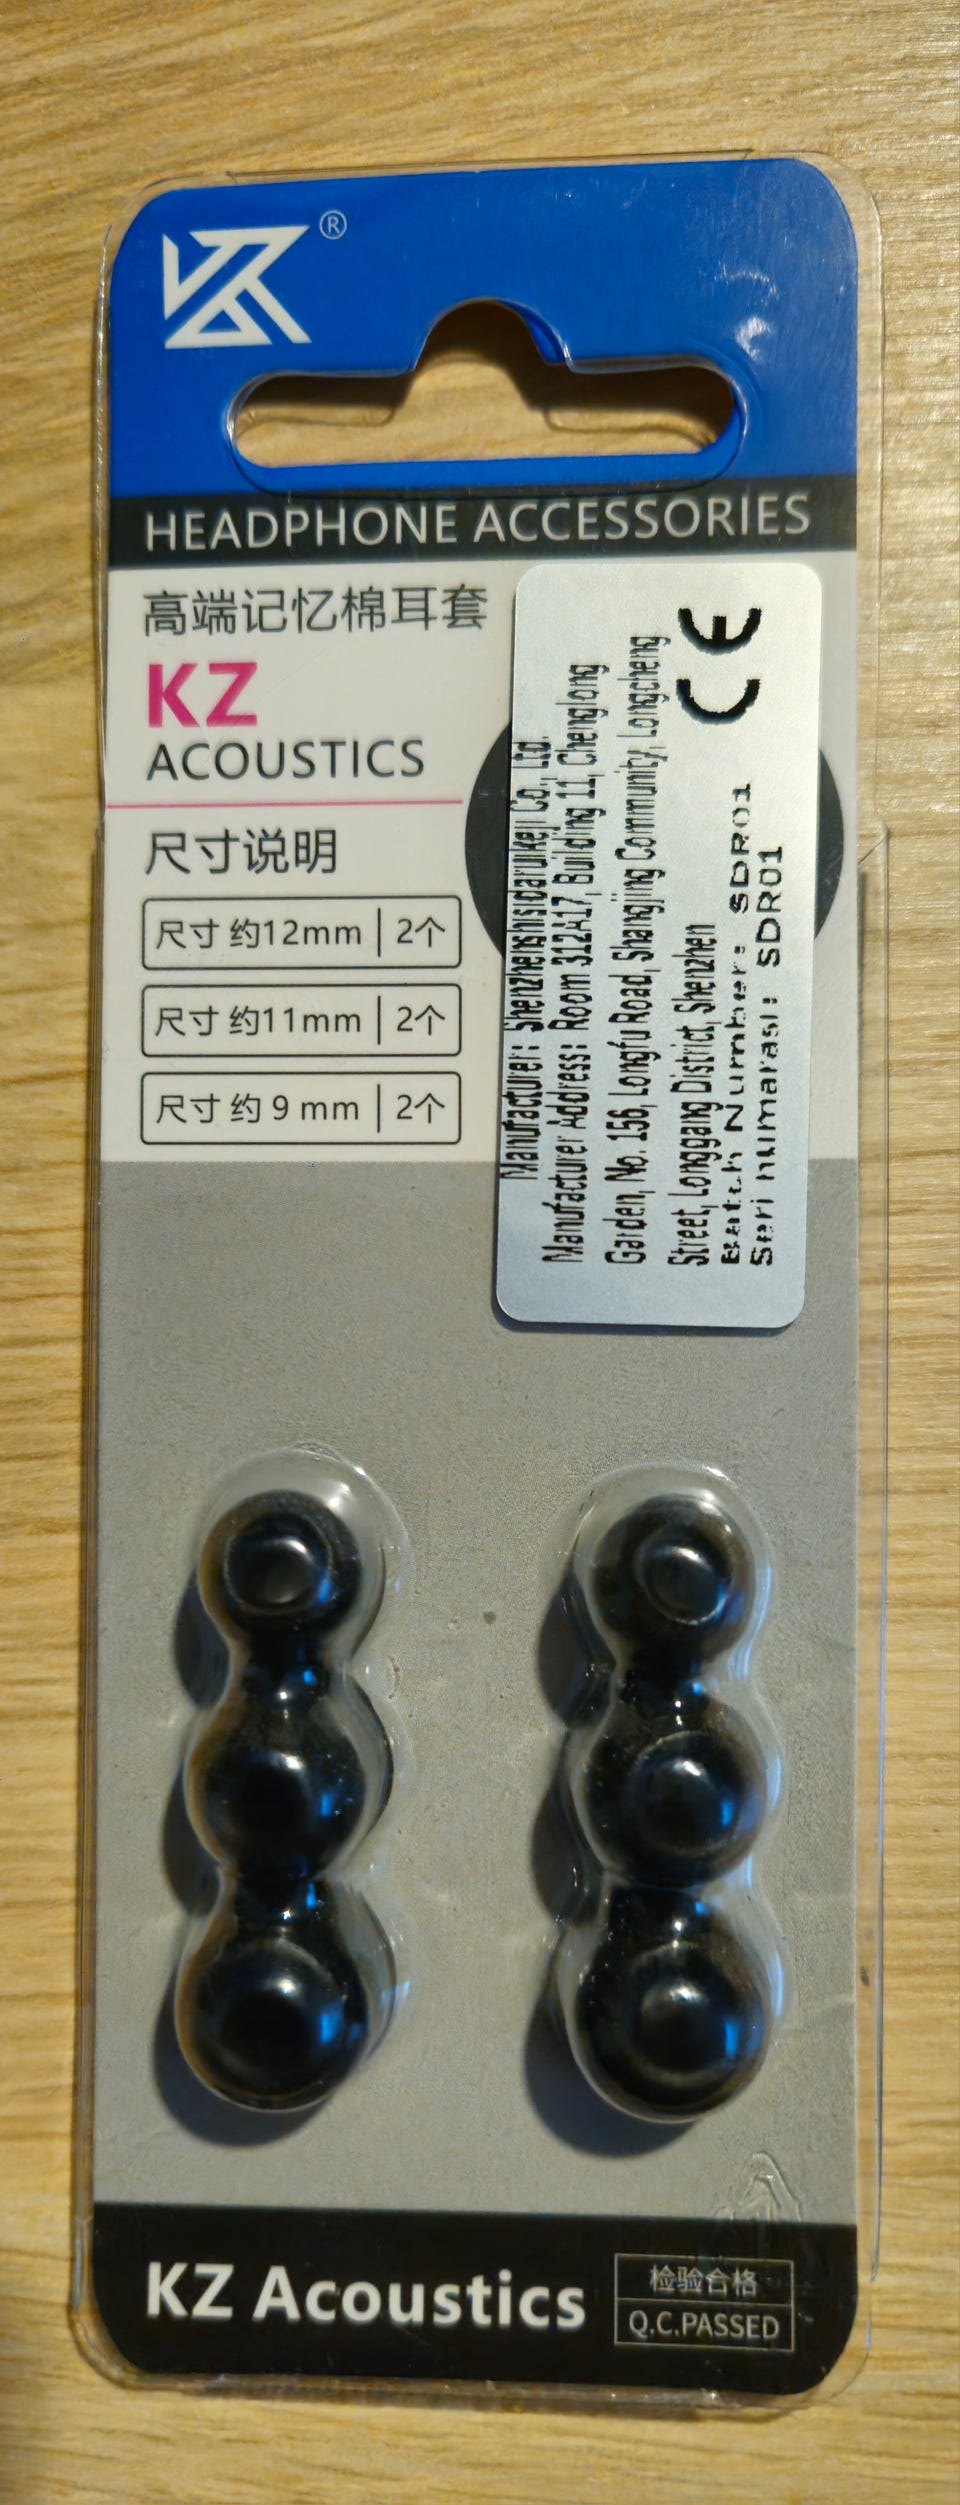 ®
HEADPHONE ACCESSORIES
高端记忆棉耳套
KZ
ACOUSTICS
尺寸说明
尺寸 约12mm | 2个
尺寸 约11mm | 2个
尺寸 约 9 mm | 2个
CE
Manufacturer: Shenzhenshisidaruikeji Co., Ltd.
Manufacturer Address: Room 312A17, Building 11, Chenglong
Garden, No. 156, Longfu Road, Shangjing Community, Longcheng
Street, Longgang District, Shenzhen
Batch Number: SDR01
Seri numarasi: SDR01
KZ Acoustics
检验合格
Q.C.PASSED